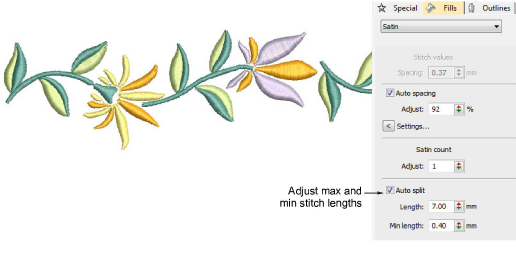 Special Fills Outlines
Satin
Stitch values
Spacing: 0.37 mm
Auto spacing
Adjust: 92 %
< Settings...
Satin count
Adjust: 1
Adjust max and
min stitch lengths
Auto split
Length: 7.00 mm
Min length: 0.40 mm